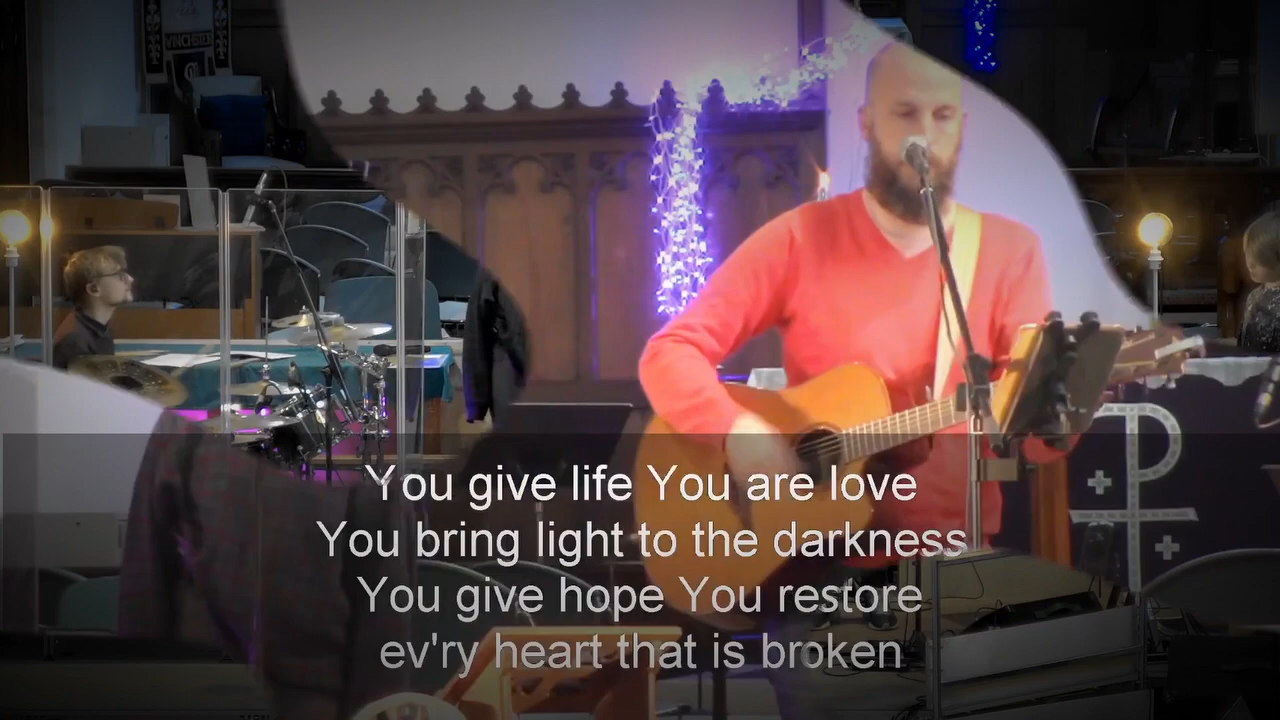 WINCHESTER
You give life You are love
You bring light to the darkness
You give hope You restore
ev'ry heart that is broken